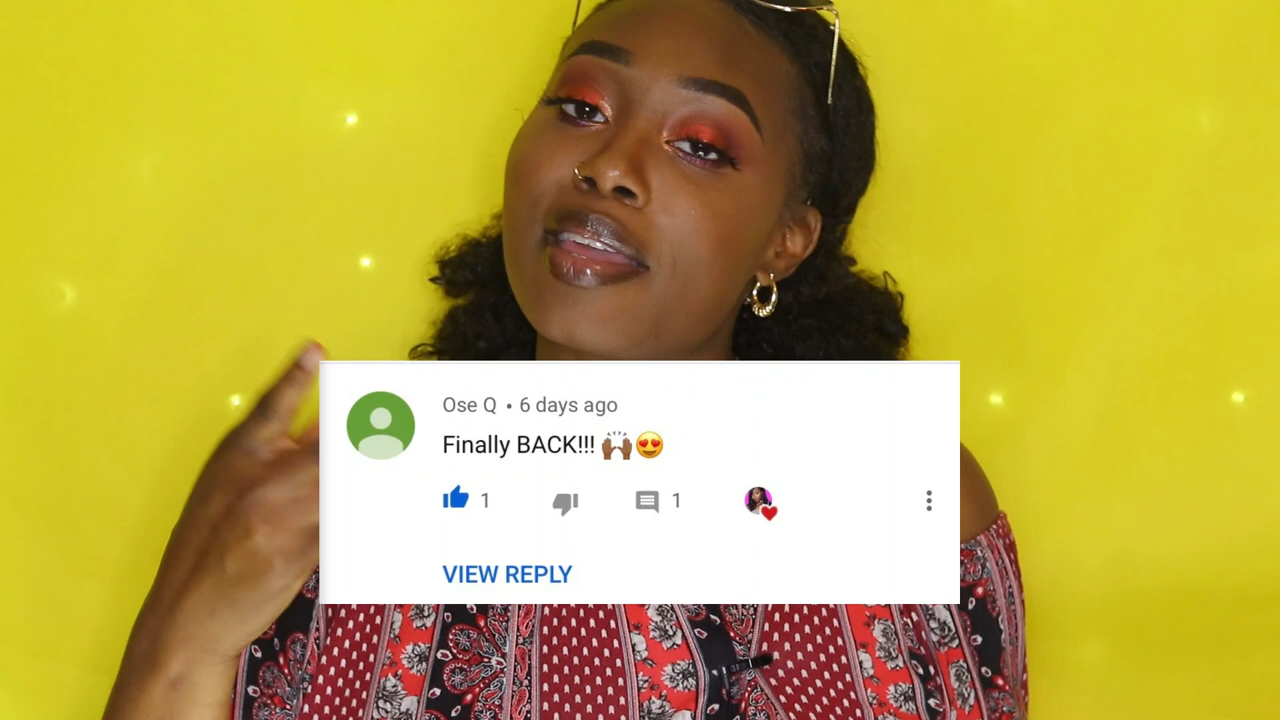 Ose Q • 6 days ago
Finally BACK!!! 🙌🏾😍
1 1
VIEW REPLY